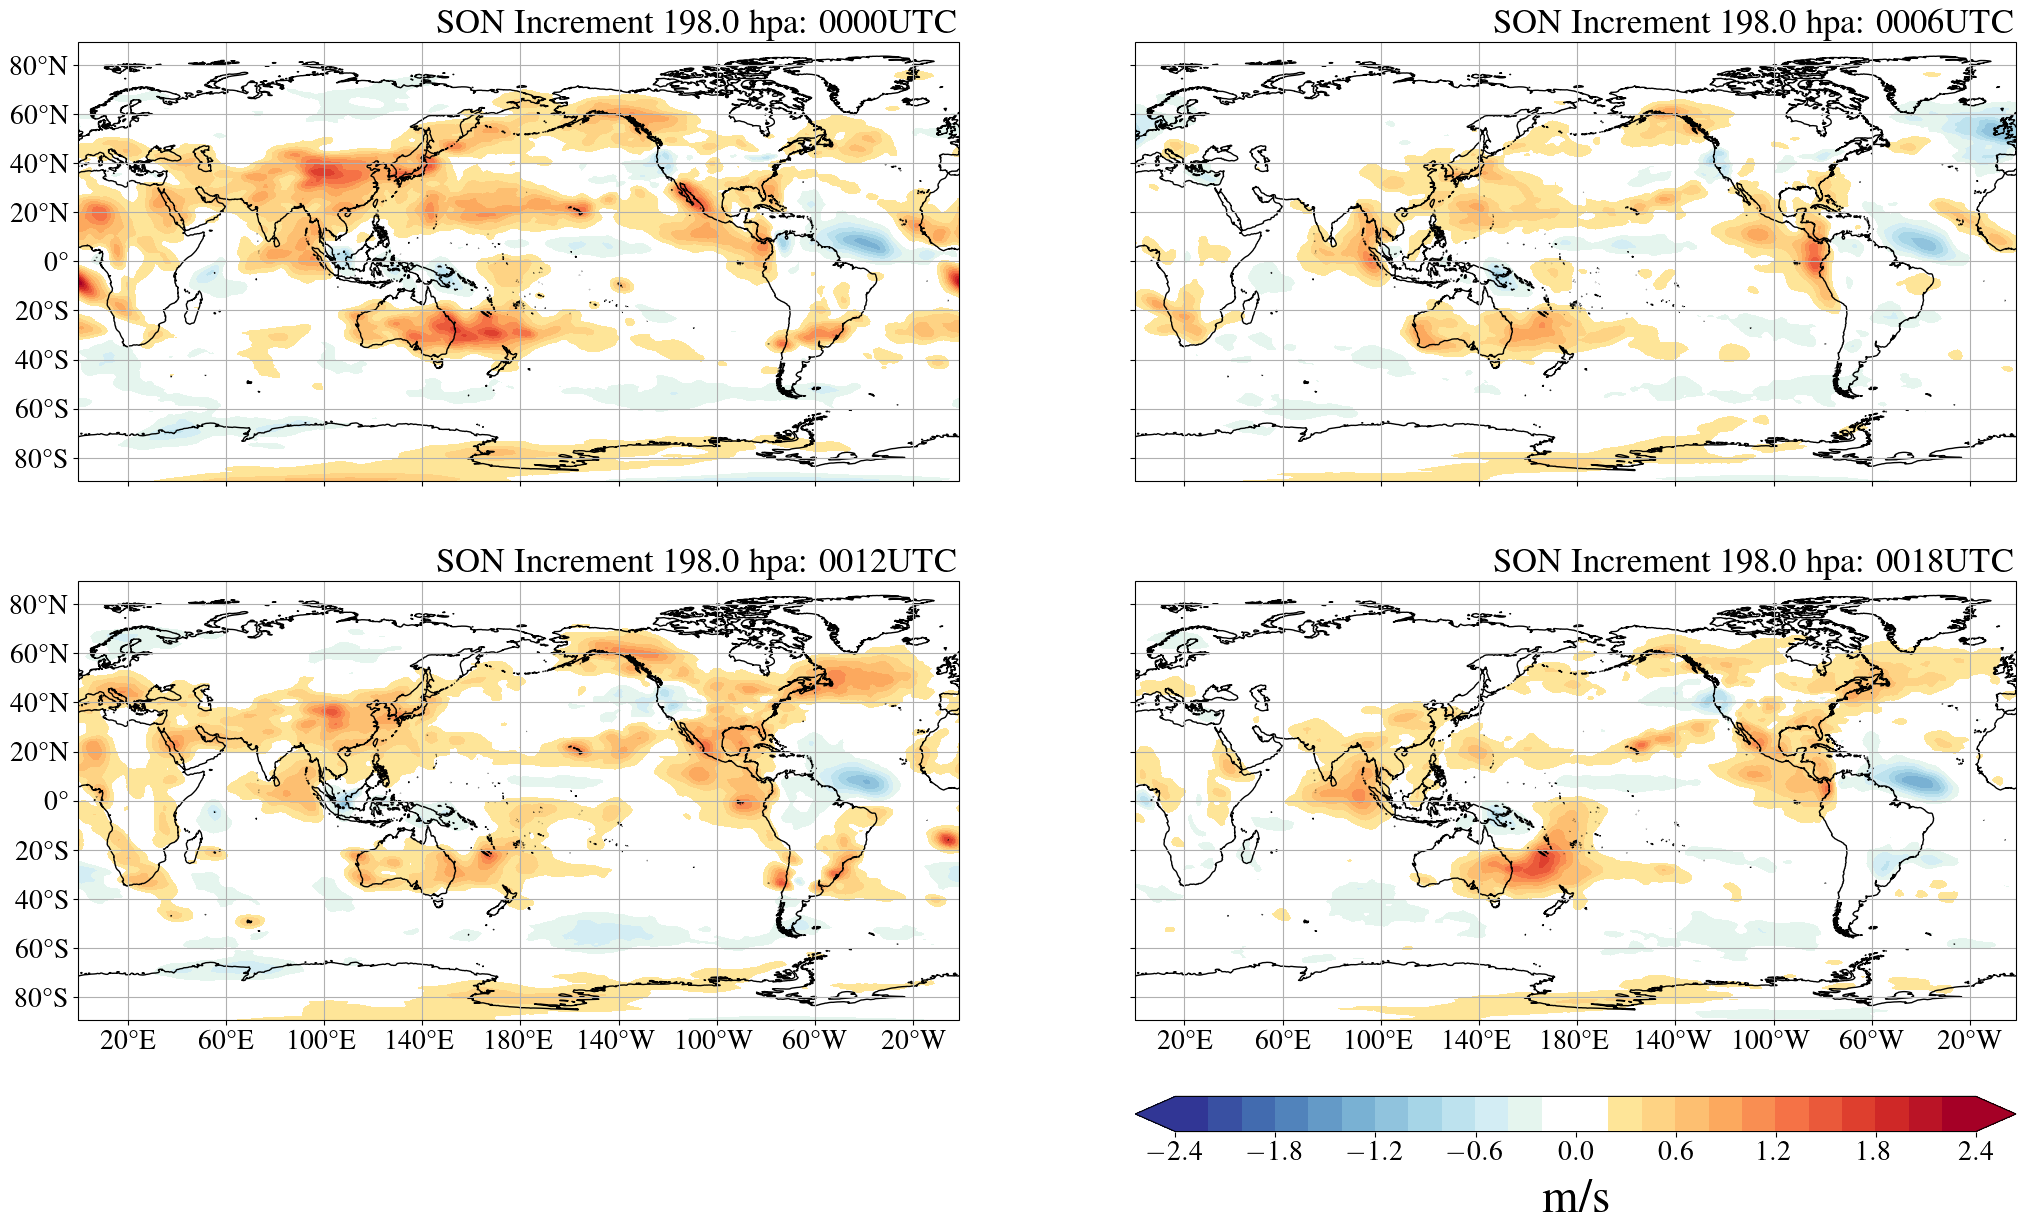 SON Increment 198.0 hpa: 0000UTC
SON Increment 198.0 hpa: 0006UTC
80°N
60°N
40°N
20°N
0°
20°S
40°S
60°S
80°S
SON Increment 198.0 hpa: 0012UTC
SON Increment 198.0 hpa: 0018UTC
80°N
60°N
40°N
20°N
0°
20°S
40°S
60°S
80°S
20°E 60°E 100°E 140°E 180°E 140°W 100°W 60°W 20°W
20°E 60°E 100°E 140°E 180°E 140°W 100°W 60°W 20°W
−2.4 −1.8 −1.2 −0.6 0.0 0.6 1.2 1.8 2.4
m/s